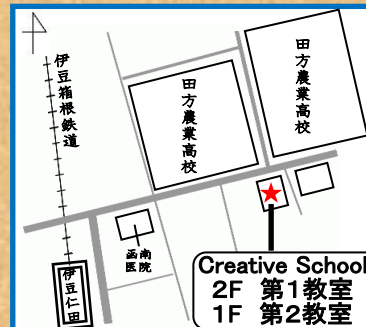 伊豆箱根鉄道
田方農業高校
田方農業高校
函南
医院
伊豆仁田
Creative School
2F 第1教室
1F 第2教室